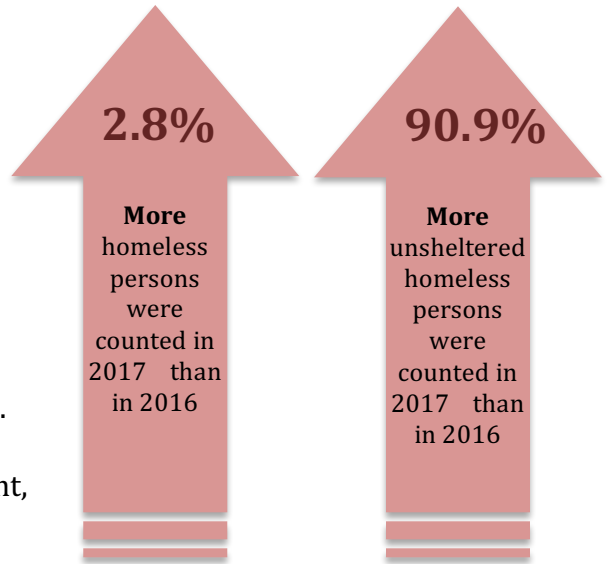 2.8%
More
homeless
persons
were
counted in
2017 than
in 2016
90.9%
More
unsheltered
homeless
persons
were
counted in
2017 than
in 2016
.
nt,